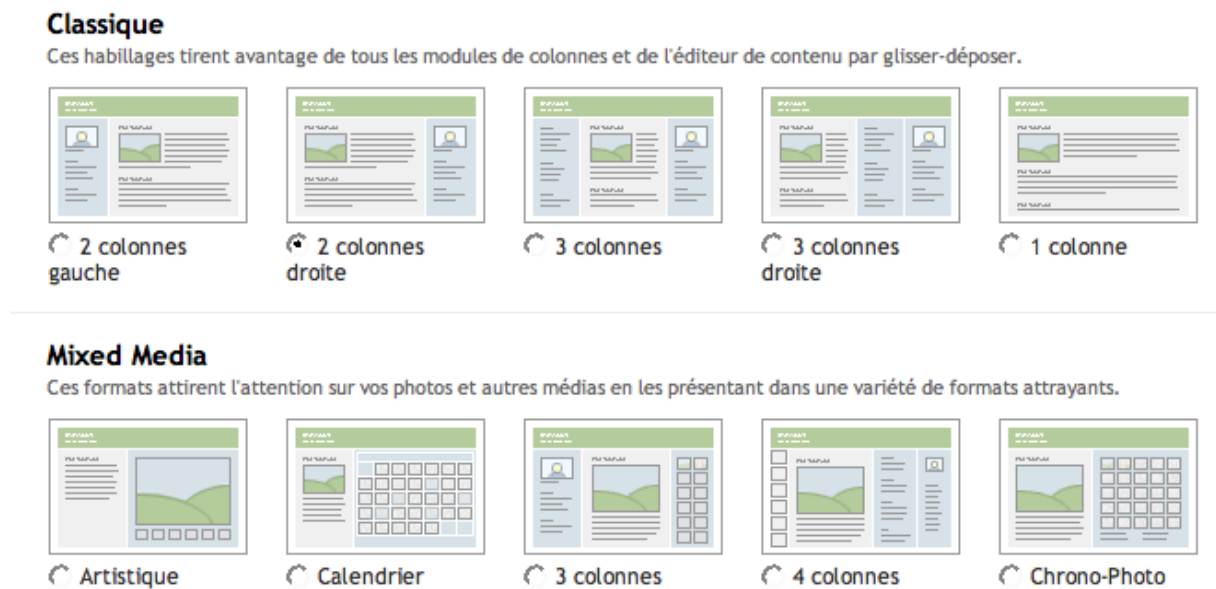 Classique
Ces habillages tirent avantage de tous les modules de colonnes et de l'éditeur de contenu par glisser-déposer.
2 colonnes gauche
2 colonnes droite
3 colonnes
3 colonnes droite
1 colonne
Mixed Media
Ces formats attirent l'attention sur vos photos et autres médias en les présentant dans une variété de formats attrayants.
Artistique
Calendrier
3 colonnes
4 colonnes
Chrono-Photo